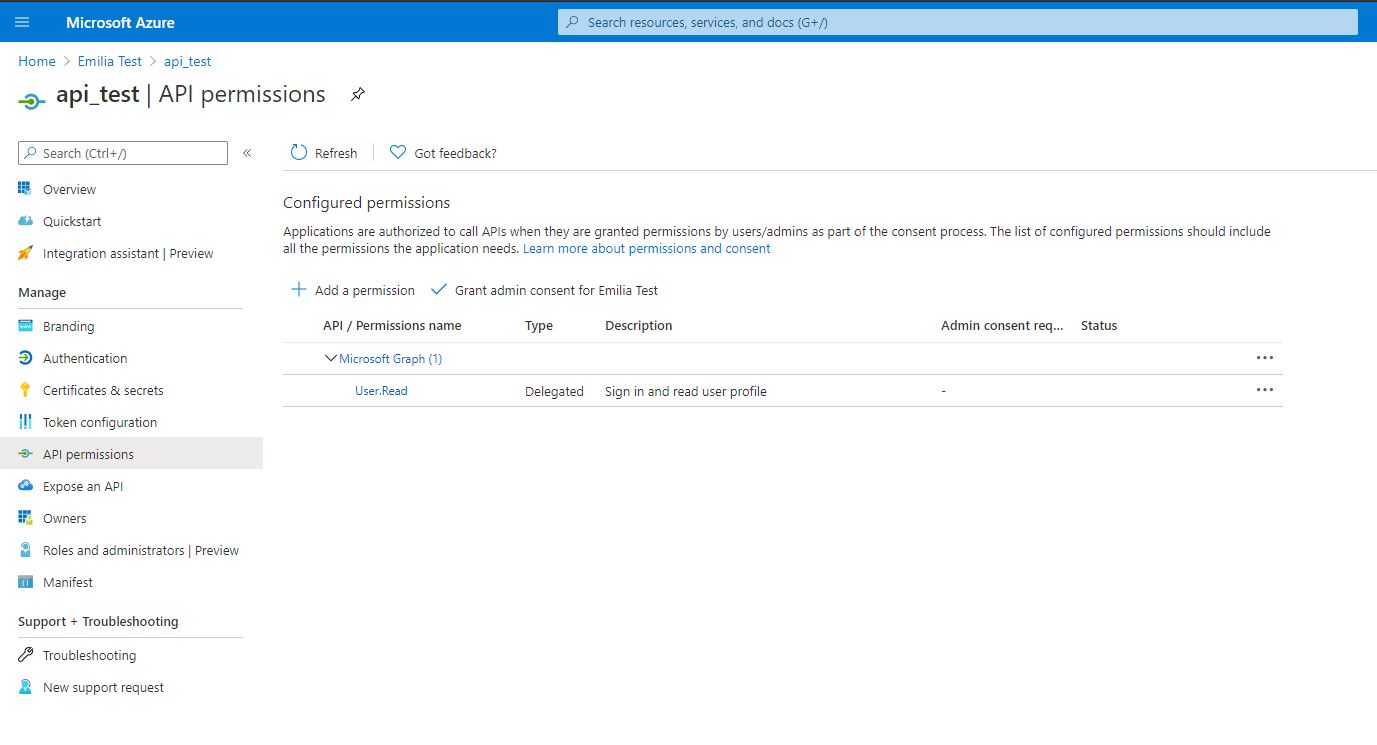 Microsoft Azure
Search resources, services, and docs (G+/)
Home > Emilia Test > api_test
api_test | API permissions
Search (Ctrl+/)
«
Refresh
Got feedback?
Overview
Quickstart
Integration assistant | Preview
Manage
Branding
Authentication
Certificates & secrets
Token configuration
API permissions
Expose an API
Owners
Roles and administrators | Preview
Manifest
Support + Troubleshooting
Troubleshooting
New support request
Configured permissions
Applications are authorized to call APIs when they are granted permissions by users/admins as part of the consent process. The list of configured permissions should include
all the permissions the application needs. Learn more about permissions and consent
Add a permission
Grant admin consent for Emilia Test
API / Permissions name Type Description Admin consent req... Status
Microsoft Graph (1) ...
User.Read Delegated Sign in and read user profile - ...